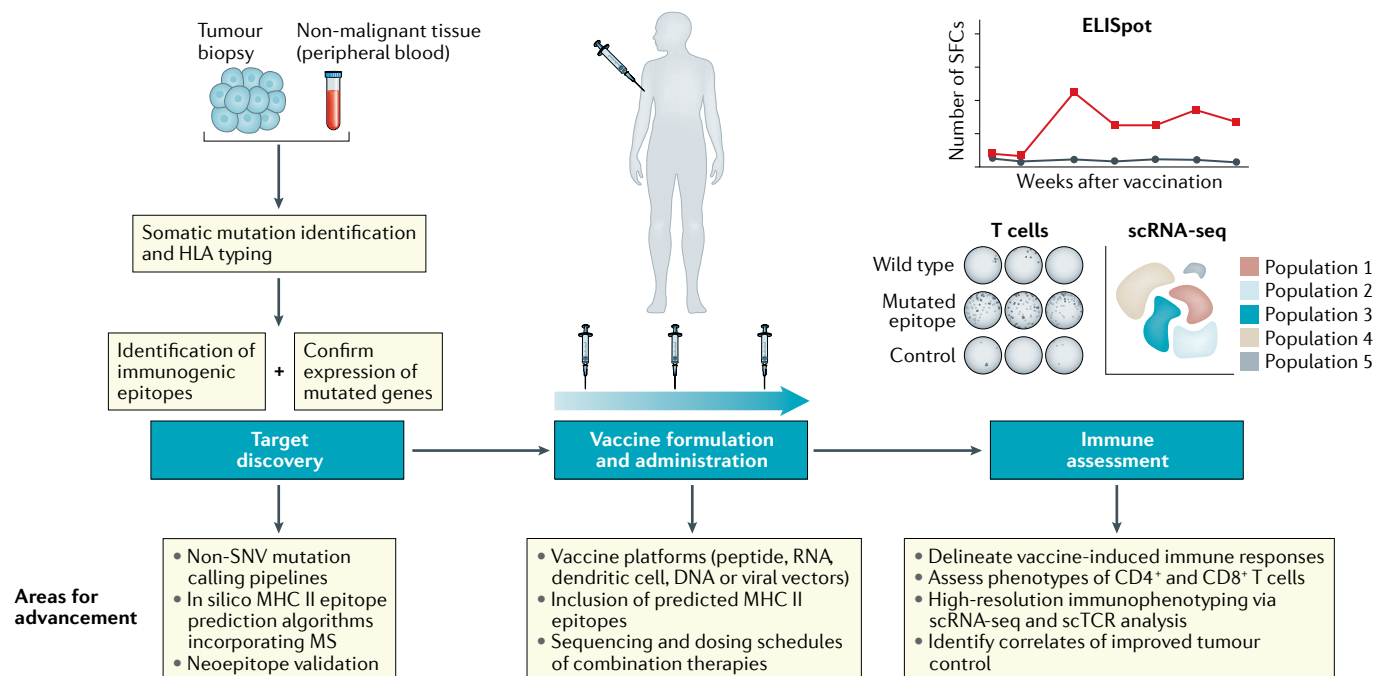 Tumour
biopsy
Non-malignant tissue
(peripheral blood)
Somatic mutation identification
and HLA typing
Identification of
immunogenic
epitopes
+
Confirm
expression of
mutated genes
ELISpot
Number of SFCs
Weeks after vaccination
T cells
Wild type
Mutated
epitope
Control
scRNA-seq
Population 1
Population 2
Population 3
Population 4
Population 5
Target
discovery
Vaccine formulation
and administration
Immune
assessment
Areas for
advancement
• Non-SNV mutation
calling pipelines
• In silico MHC II epitope
prediction algorithms
incorporating MS
• Neoepitope validation
• Vaccine platforms (peptide, RNA,
dendritic cell, DNA or viral vectors)
• Inclusion of predicted MHC II
epitopes
• Sequencing and dosing schedules
of combination therapies
• Delineate vaccine-induced immune responses
• Assess phenotypes of CD4⁺ and CD8⁺ T cells
• High-resolution immunophenotyping via
scRNA-seq and scTCR analysis
• Identify correlates of improved tumour
control